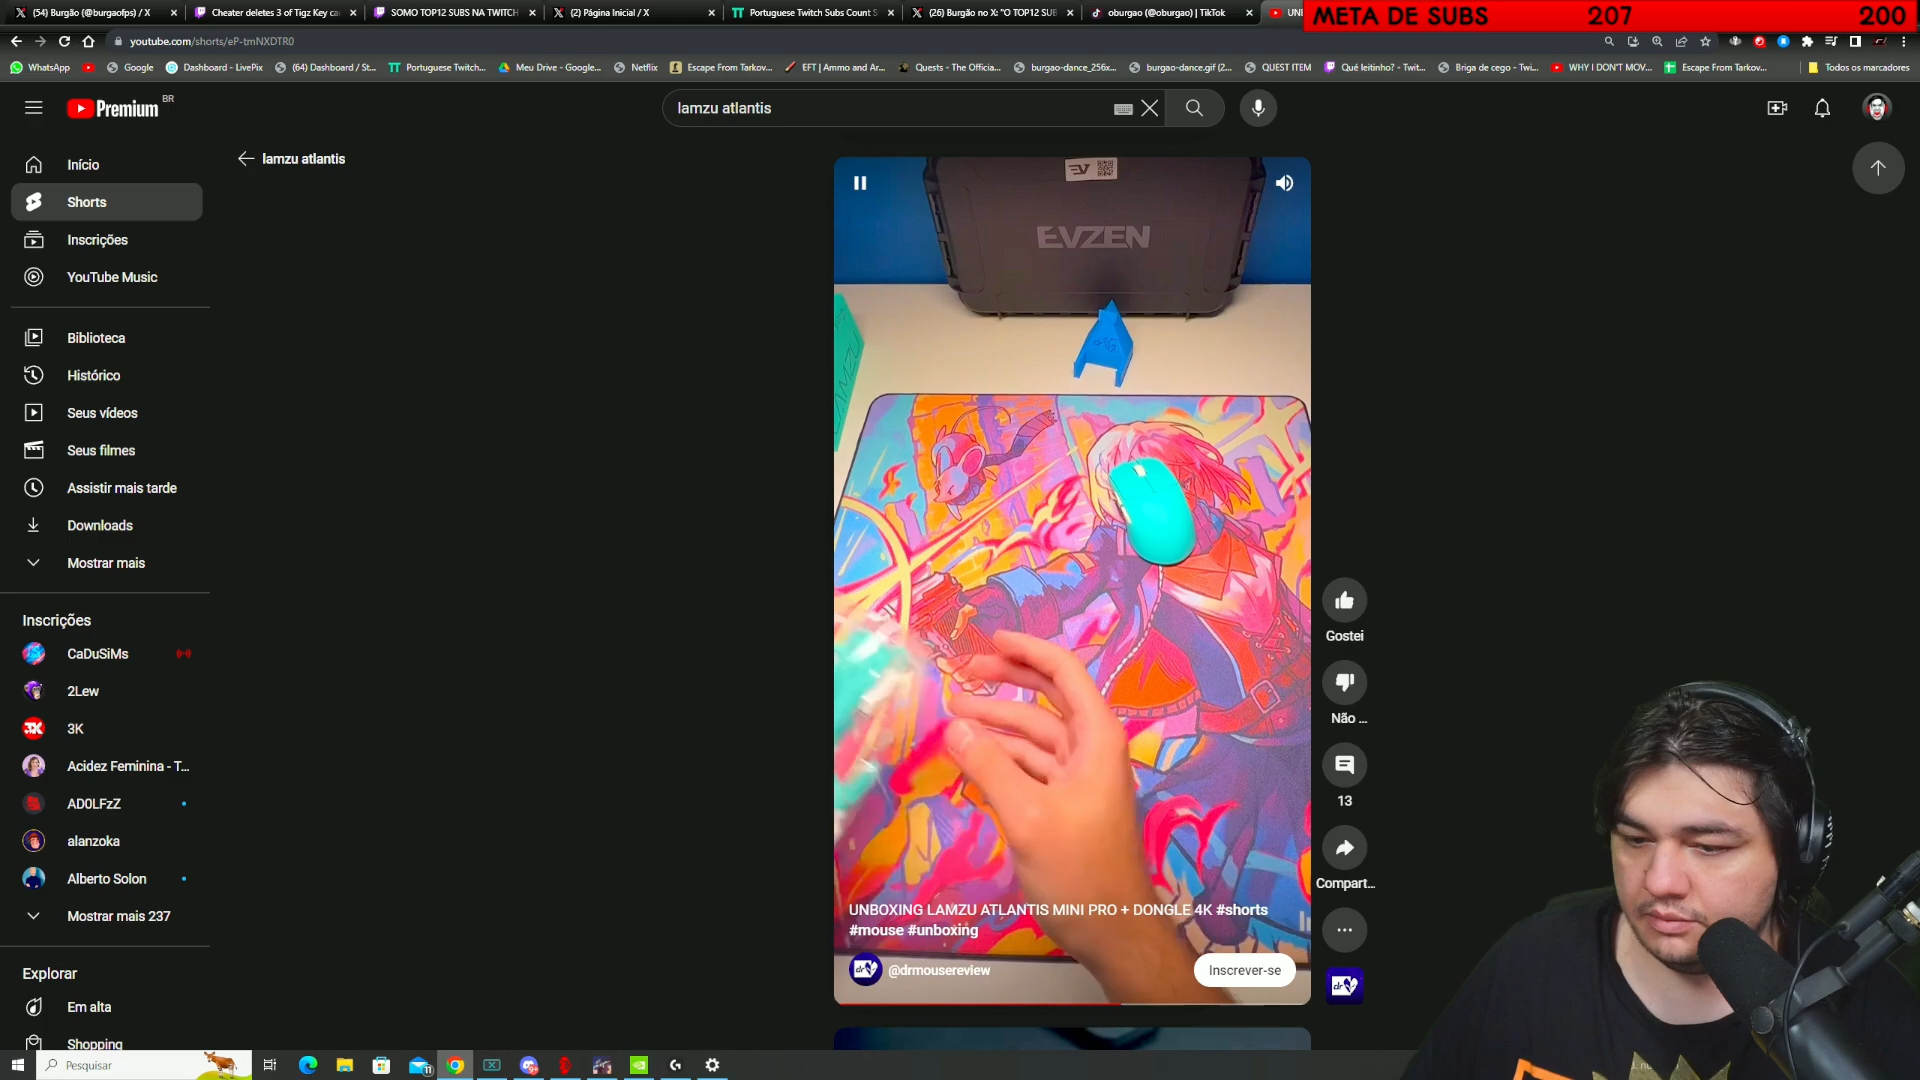 (54) Burgão (@burgaofps) / X
Cheater deletes 3 of Tigz Key ca
SOMO TOP12 SUBS NA TWITCH
(2) Página Inicial / X
Portuguese Twitch Subs Count S
(26) Burgão no X: "O TOP12 SUB
oburgao (@oburgao) | TikTok
META DE SUBS 207 200
youtube.com/shorts/eP-tmNXDTR0
WhatsApp
Google
Dashboard - LivePix
(64) Dashboard / St...
Portuguese Twitch...
Meu Drive - Google...
Netflix
Escape From Tarkov...
EFT | Ammo and Ar...
Quests - The Officia...
burgao-dance_256x...
burgao-dance.gif (2...
QUEST ITEM
Quê leitinho? - Twit...
Briga de cego - Twi...
WHY I DON'T MOV...
Escape From Tarkov...
Todos os marcadores
Premium BR
lamzu atlantis
lamzu atlantis
Início
Shorts
Inscrições
YouTube Music
Biblioteca
Histórico
Seus vídeos
Seus filmes
Assistir mais tarde
Downloads
Mostrar mais
Inscrições
CaDuSiMs
2Lew
3K
Acidez Feminina - T...
AD0LFzZ
alanzoka
Alberto Solon
Mostrar mais 237
Explorar
Em alta
Shopping
EVZEN
Gostei
Não ...
13
Compart...
UNBOXING LAMZU ATLANTIS MINI PRO + DONGLE 4K #shorts
#mouse #unboxing
@drmousereview
Inscrever-se
Pesquisar
11